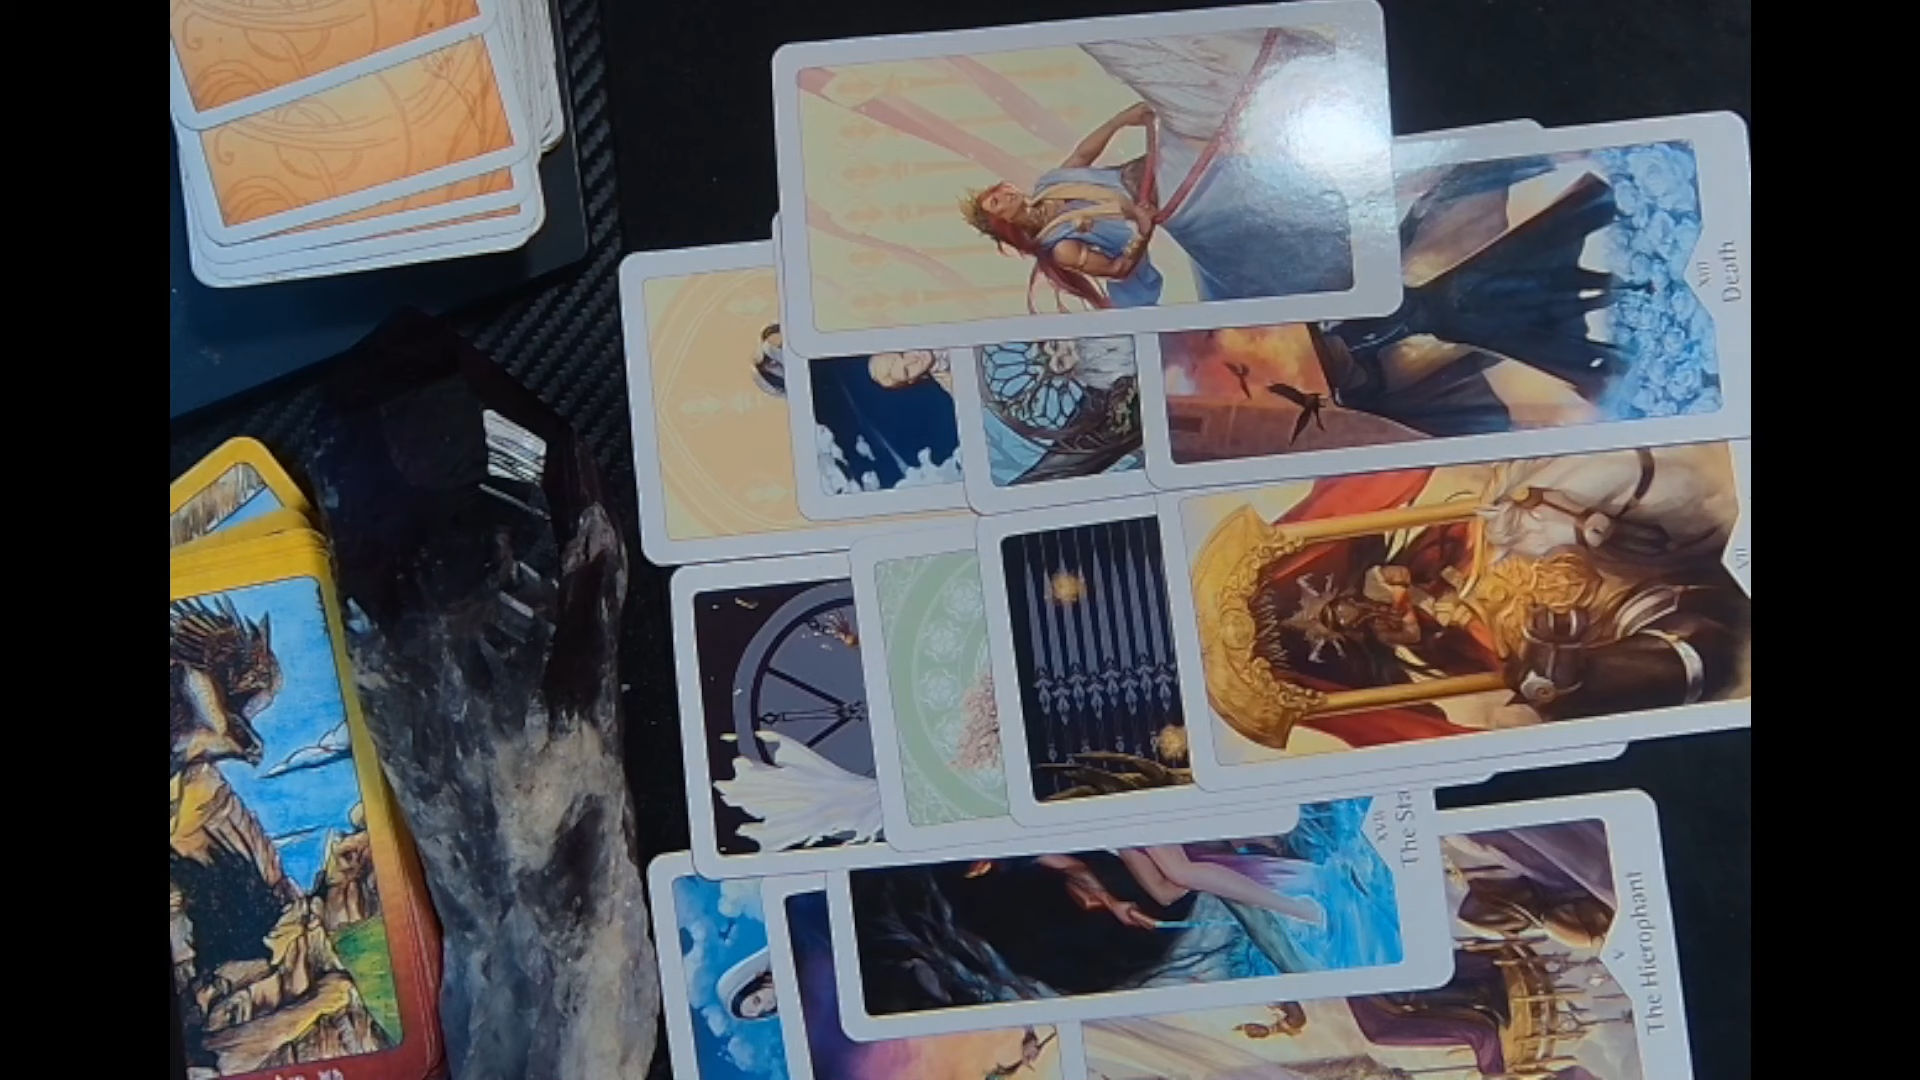 XIII
Death
VII
XVII
The Sta
V
The Hierophant